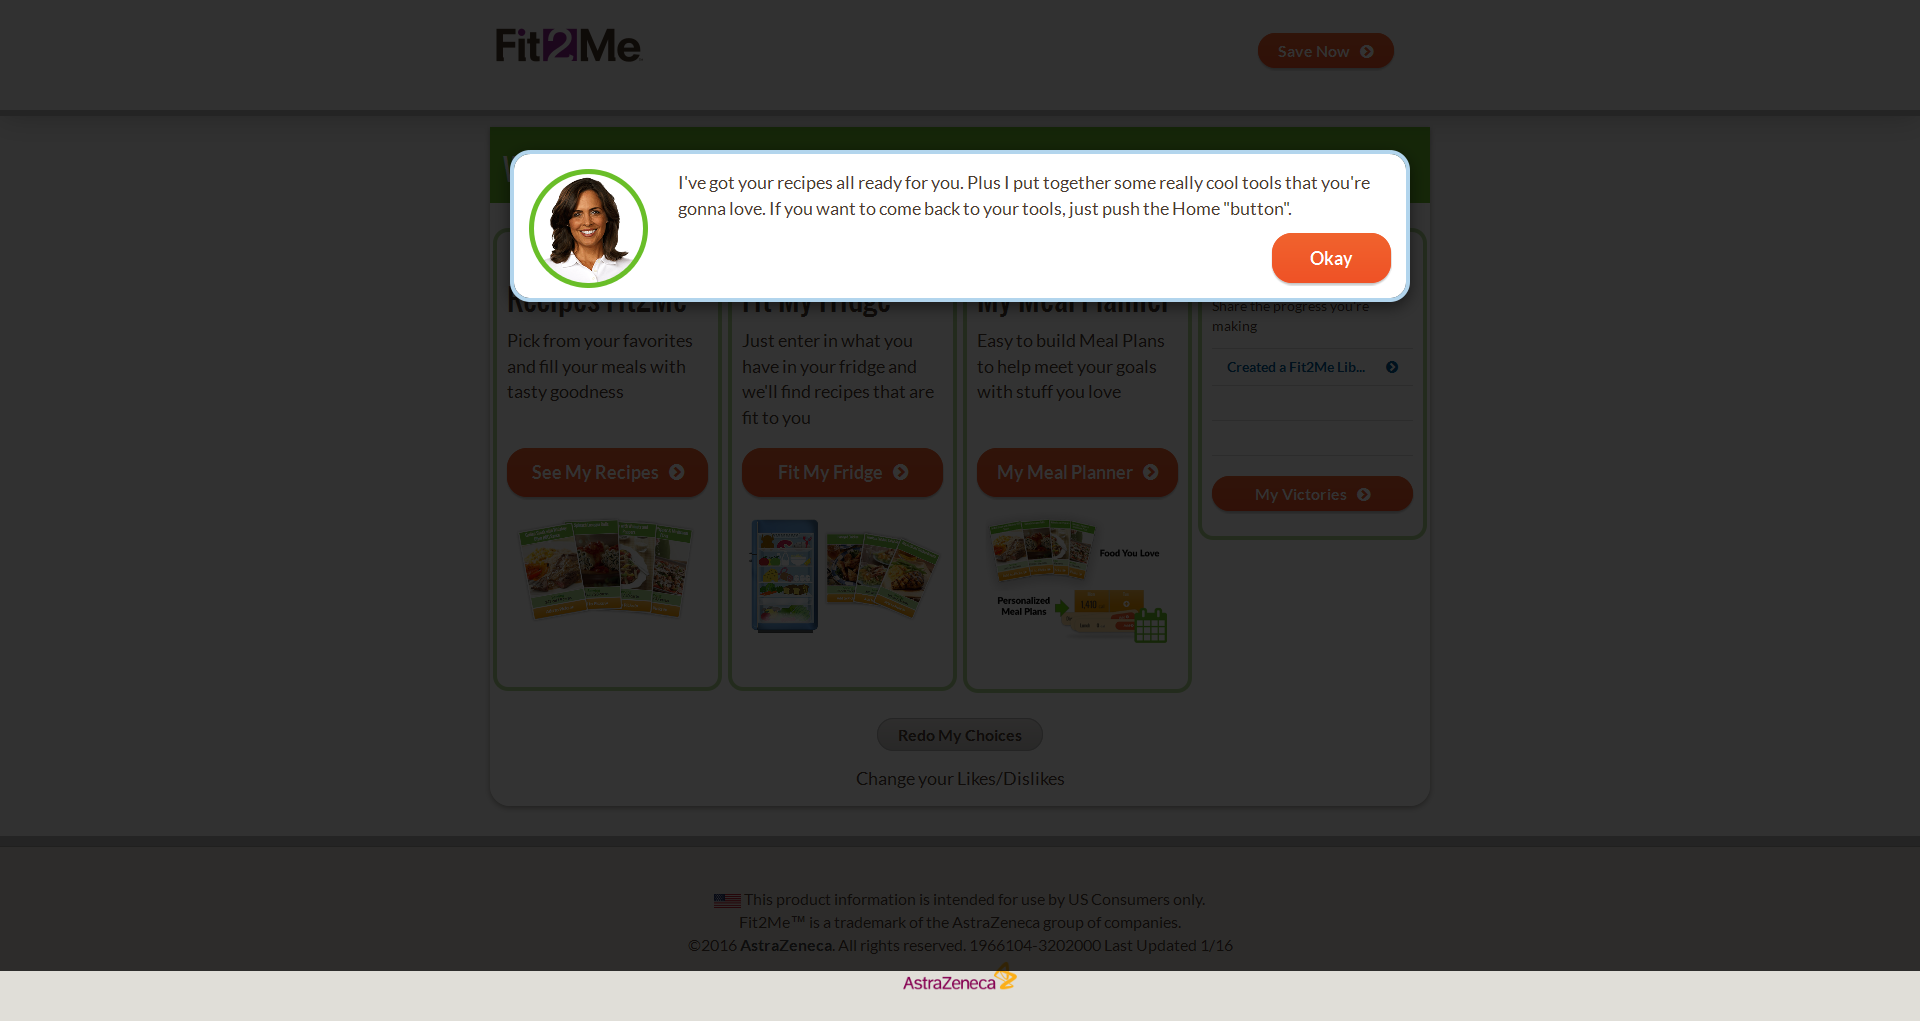 Fit2Me
Save Now
I've got your recipes all ready for you. Plus I put together some really cool tools that you're
gonna love. If you want to come back to your tools, just push the Home "button".
Okay
Recipes Fit2Me
Pick from your favorites
and fill your meals with
tasty goodness
See My Recipes
Fit My Fridge
Just enter in what you
have in your fridge and
we'll find recipes that are
fit to you
Fit My Fridge
My Meal Planner
Easy to build Meal Plans
to help meet your goals
with stuff you love
My Meal Planner
Food You Love
Personalized
Meal Plans
1,410
Share the progress you're
making
Created a Fit2Me Lib...
My Victories
Redo My Choices
Change your Likes/Dislikes
This product information is intended for use by US Consumers only.
Fit2Me™ is a trademark of the AstraZeneca group of companies.
©2016 AstraZeneca. All rights reserved. 1966104-3202000 Last Updated 1/16
AstraZeneca